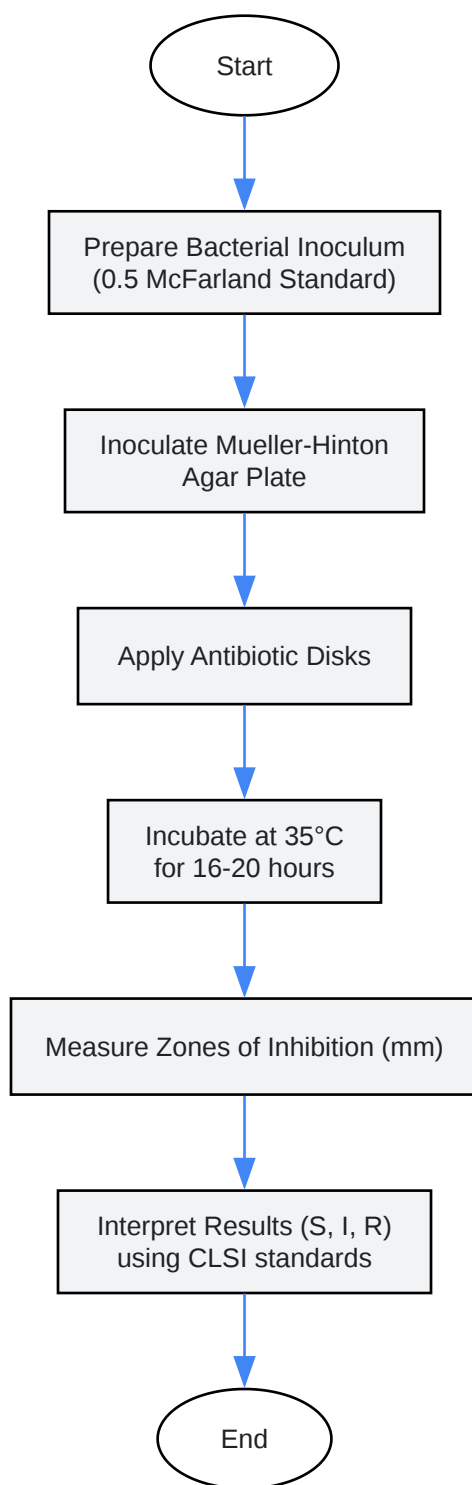 Start
Prepare Bacterial Inoculum
(0.5 McFarland Standard)
Inoculate Mueller-Hinton
Agar Plate
Apply Antibiotic Disks
Incubate at 35°C
for 16-20 hours
Measure Zones of Inhibition (mm)
Interpret Results (S, I, R)
using CLSI standards
End